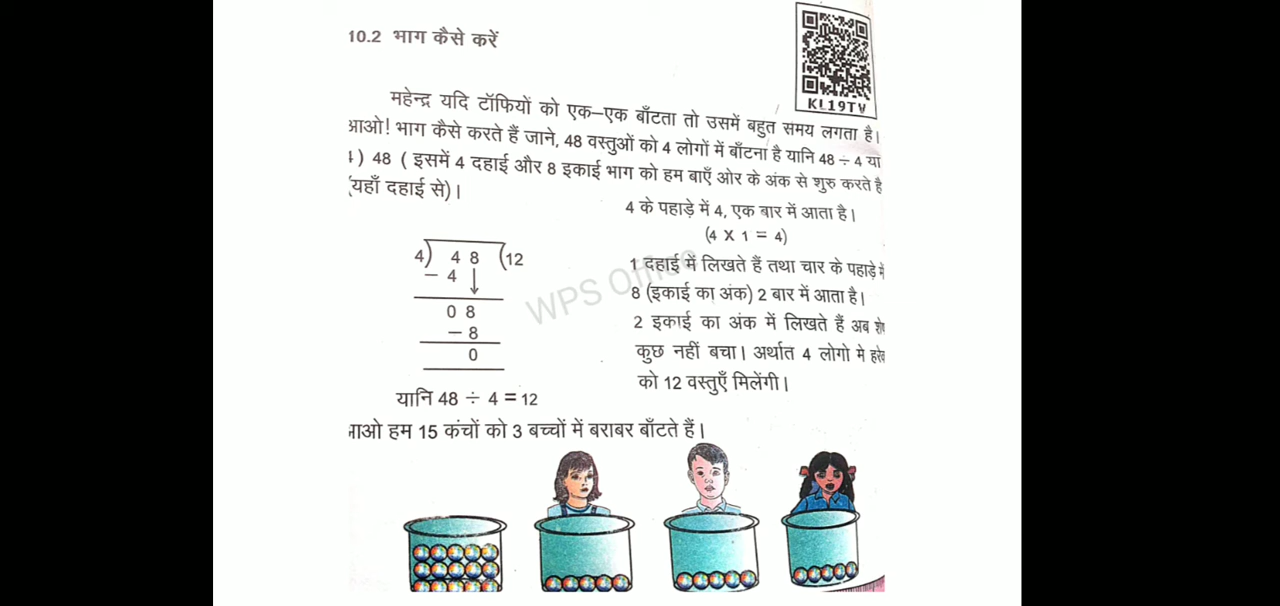 10.2 भाग कैसे करें
KL19TV
महेन्द्र यदि टॉफियों को एक–एक बाँटता तो उसमें बहुत समय लगता है।
आओ! भाग कैसे करते हैं जाने, 48 वस्तुओं को 4 लोगों में बाँटना है यानि 48 ÷ 4 या
4) 48 ( इसमें 4 दहाई और 8 इकाई भाग को हम बाएँ ओर के अंक से शुरु करते है
(यहाँ दहाई से)।
4 के पहाड़े में 4, एक बार में आता है।
(4 X 1 = 4)
4) 4 8 (12
– 4 ↓
0 8
– 8
0
यानि 48 ÷ 4 = 12
1 दहाई में लिखते हैं तथा चार के पहाड़े में
8 (इकाई का अंक) 2 बार में आता है।
2 इकाई का अंक में लिखते हैं अब शेष
कुछ नहीं बचा। अर्थात 4 लोगो मे हरेक
को 12 वस्तुएँ मिलेंगी।
WPS Office
आओ हम 15 कंचों को 3 बच्चों में बराबर बाँटते हैं।